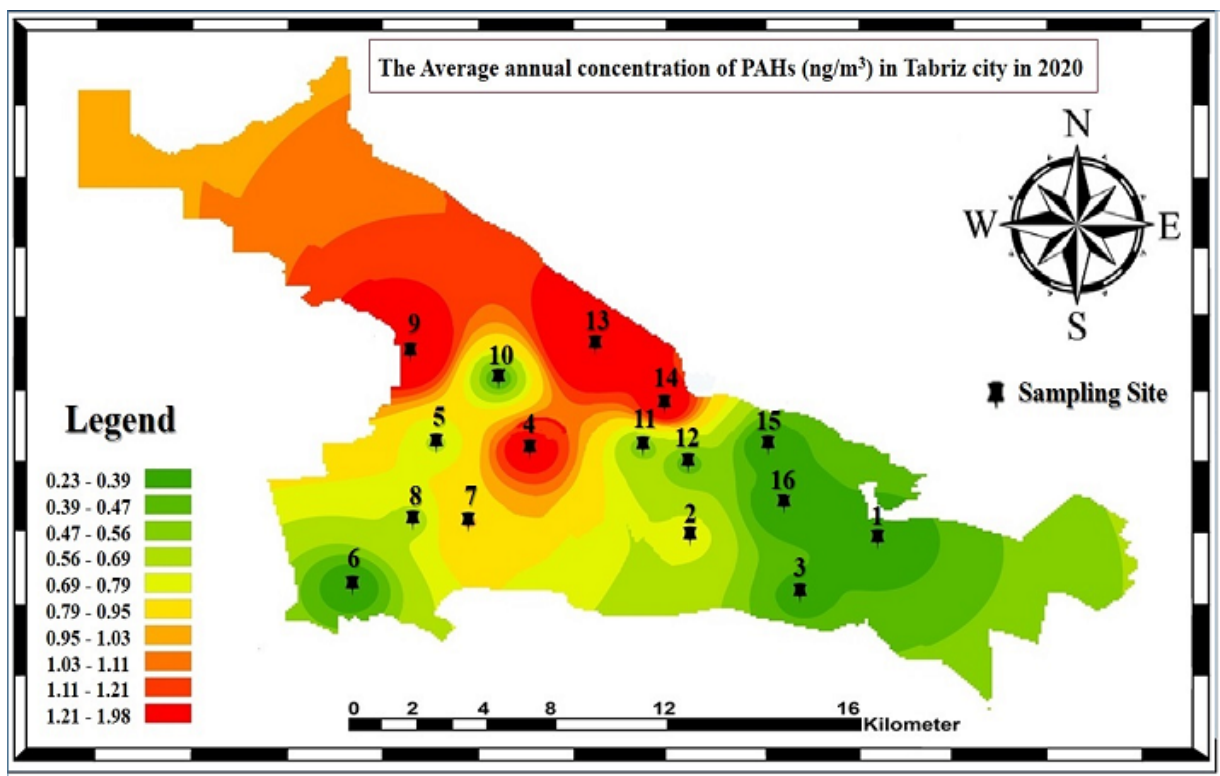 The Average annual concentration of PAHs (ng/m³) in Tabriz city in 2020
N
W E
S
9
13
10
14
Sampling Site
Legend
5
4
11
12
15
16
8
7
2
1
6
3
0.23 - 0.39
0.39 - 0.47
0.47 - 0.56
0.56 - 0.69
0.69 - 0.79
0.79 - 0.95
0.95 - 1.03
1.03 - 1.11
1.11 - 1.21
1.21 - 1.98
0 2 4 8 12 16
Kilometer